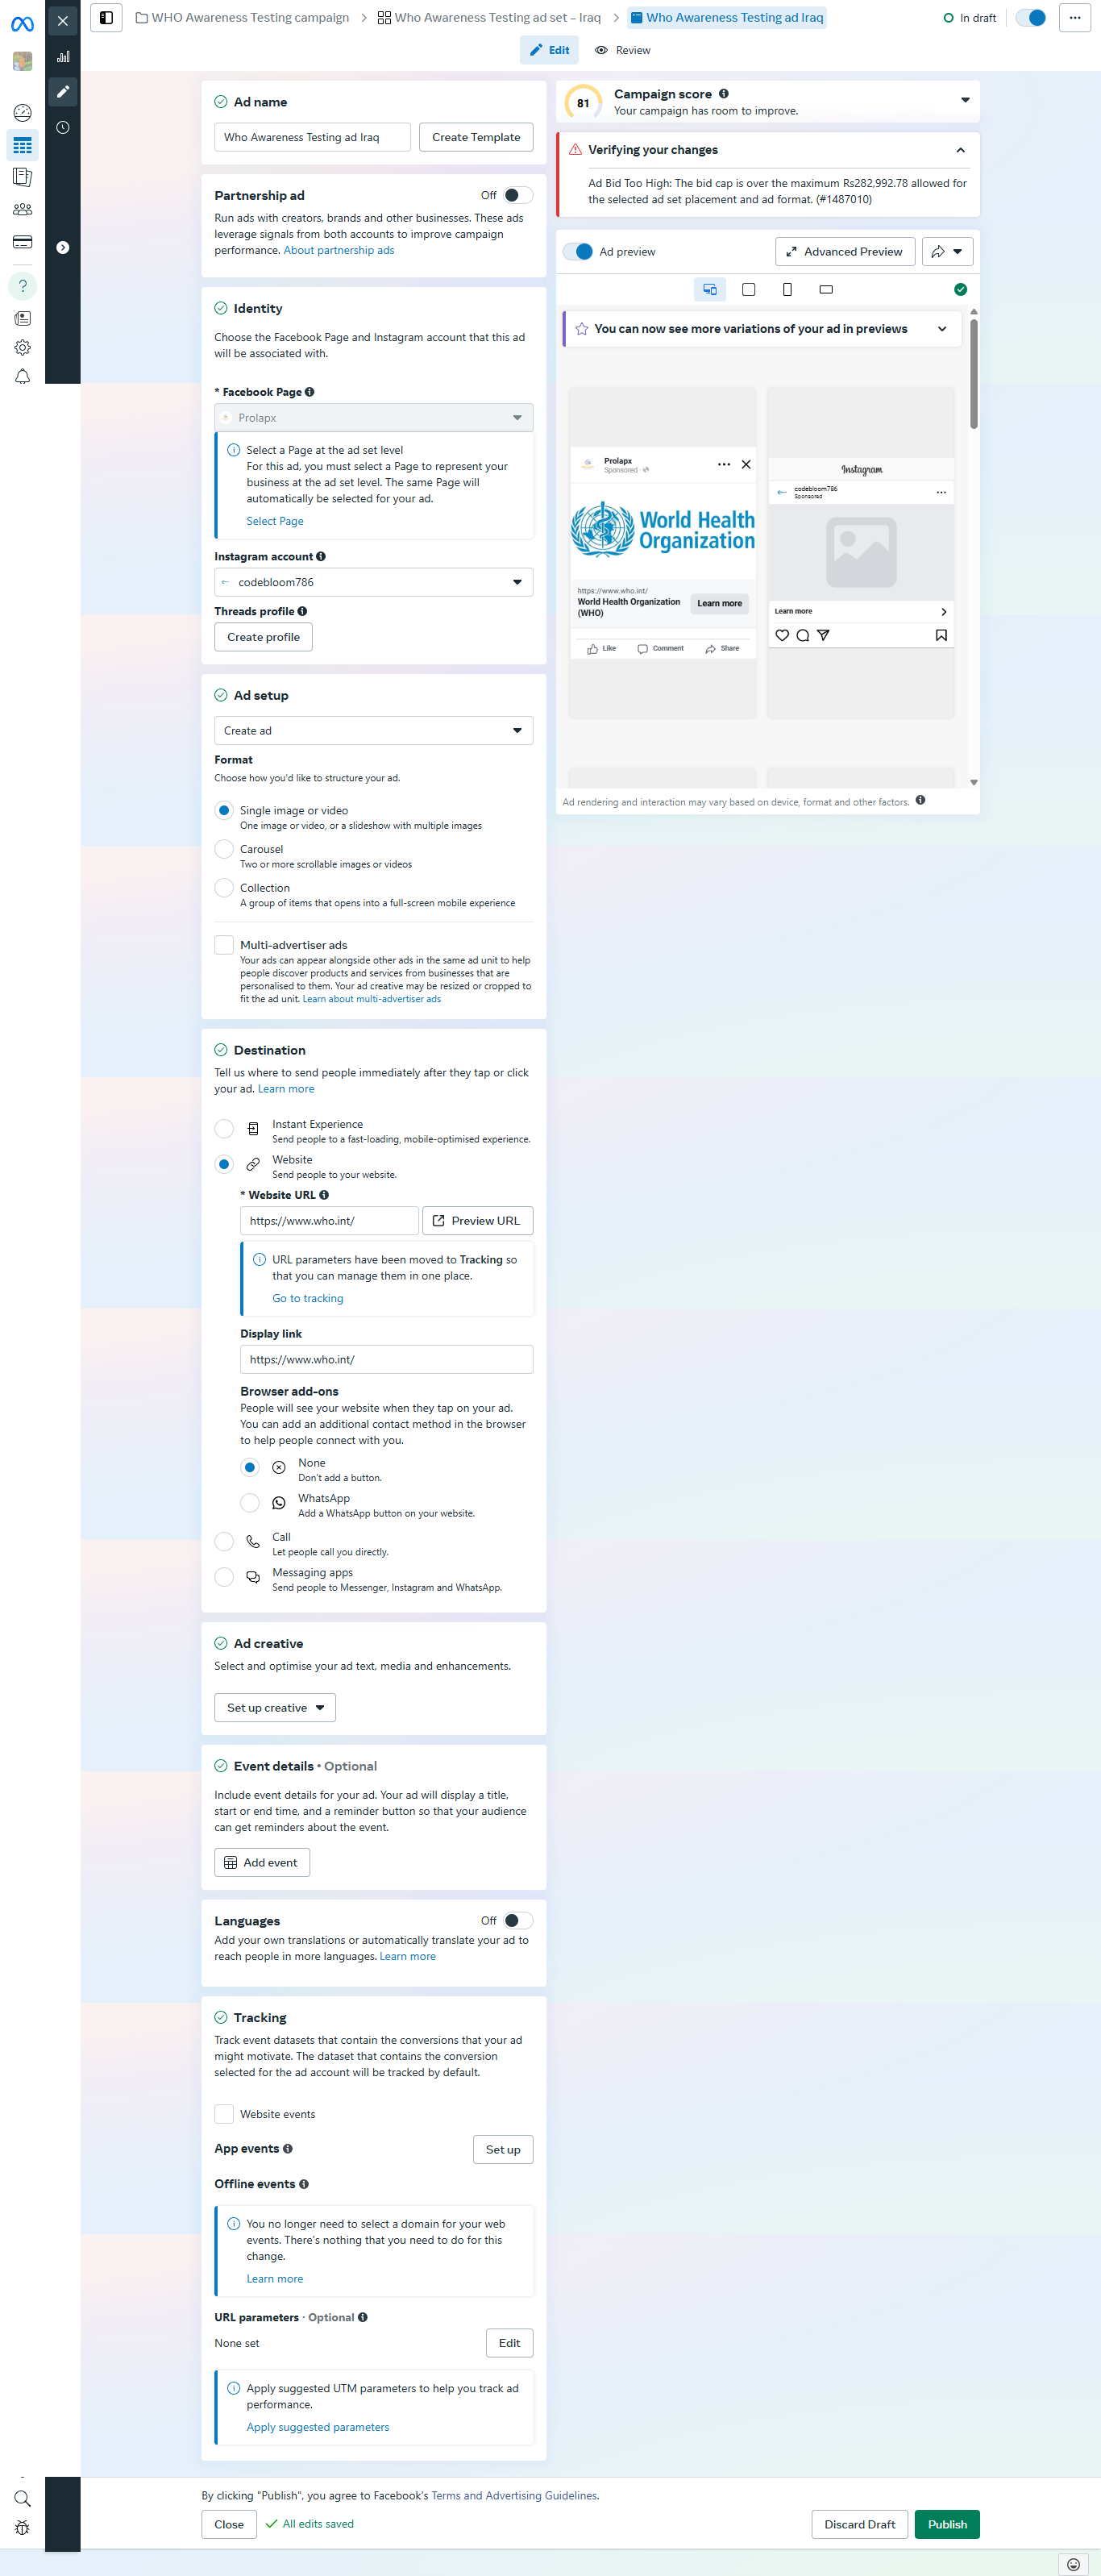 WHO Awareness Testing campaign
WHO Awareness Testing ad set – Iraq
Who Awareness Testing ad Iraq
In draft
Edit
Review
Ad name
Who Awareness Testing ad Iraq
Create Template
Partnership ad
Off
Run ads with creators, brands and other businesses. These ads
leverage signals from both accounts to improve campaign
performance. About partnership ads
Identity
Choose the Facebook Page and Instagram account that this ad
will be associated with.
* Facebook Page
Prolapx
Select a Page at the ad set level
For this ad, you must select a Page to represent your
business at the ad set level. The same Page will
automatically be selected for your ad.
Select Page
Instagram account
codebloom786
Threads profile
Create profile
Ad setup
Create ad
Format
Choose how you'd like to structure your ad.
Single image or video
One image or video, or a slideshow with multiple images
Carousel
Two or more scrollable images or videos
Collection
A group of items that opens into a full-screen mobile experience
Multi-advertiser ads
Your ads can appear alongside other ads in the same ad unit to help
people discover products and services from businesses that are
personalised to them. Your ad creative may be resized or cropped to
fit the ad unit. Learn about multi-advertiser ads
Destination
Tell us where to send people immediately after they tap or click
your ad. Learn more
Instant Experience
Send people to a fast-loading, mobile-optimised experience.
Website
Send people to your website.
* Website URL
https://www.who.int/
Preview URL
URL parameters have been moved to Tracking so
that you can manage them in one place.
Go to tracking
Display link
https://www.who.int/
Browser add-ons
People will see your website when they tap on your ad.
You can add an additional contact method in the browser
to help people connect with you.
None
Don't add a button.
WhatsApp
Add a WhatsApp button on your website.
Call
Let people call you directly.
Messaging apps
Send people to Messenger, Instagram and WhatsApp.
Ad creative
Select and optimise your ad text, media and enhancements.
Set up creative
Event details • Optional
Include event details for your ad. Your ad will display a title,
start or end time, and a reminder button so that your audience
can get reminders about the event.
Add event
Languages
Off
Add your own translations or automatically translate your ad to
reach people in more languages. Learn more
Tracking
Track event datasets that contain the conversions that your ad
might motivate. The dataset that contains the conversion
selected for the ad account will be tracked by default.
Website events
App events
Set up
Offline events
You no longer need to select a domain for your web
events. There's nothing that you need to do for this
change.
Learn more
URL parameters · Optional
None set
Edit
Apply suggested UTM parameters to help you track ad
performance.
Apply suggested parameters
81
Campaign score
Your campaign has room to improve.
Verifying your changes
Ad Bid Too High: The bid cap is over the maximum Rs282,992.78 allowed for
the selected ad set placement and ad format. (#1487010)
Ad preview
Advanced Preview
You can now see more variations of your ad in previews
Prolapx
Sponsored ·
World Health
Organization
https://www.who.int/
World Health Organization
(WHO)
Learn more
Like
Comment
Share
Instagram
codebloom786
Sponsored
Learn more
Ad rendering and interaction may vary based on device, format and other factors.
By clicking "Publish", you agree to Facebook's Terms and Advertising Guidelines.
Close
All edits saved
Discard Draft
Publish